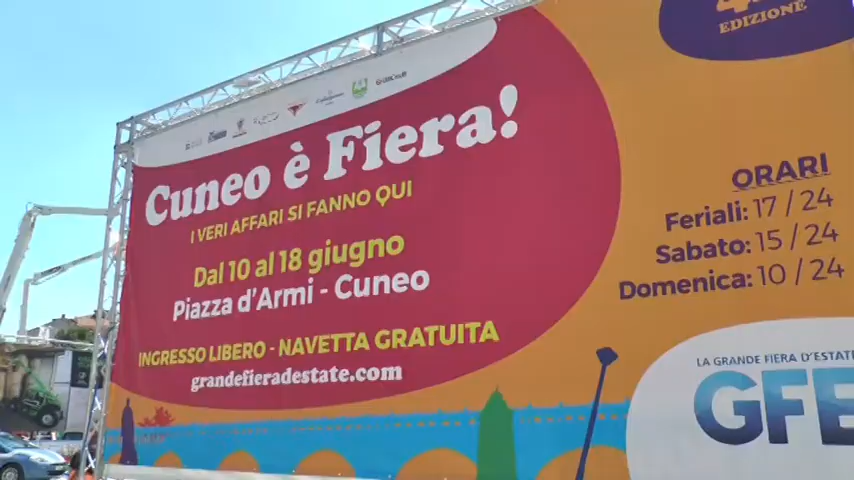 Cuneo è Fiera!
I VERI AFFARI SI FANNO QUI
Dal 10 al 18 giugno
Piazza d'Armi - Cuneo
INGRESSO LIBERO - NAVETTA GRATUITA
grandefieradestate.com
EDIZIONE
ORARI
Feriali: 17 / 24
Sabato: 15 / 24
Domenica: 10 / 24
LA GRANDE FIERA D'ESTATE
GFE